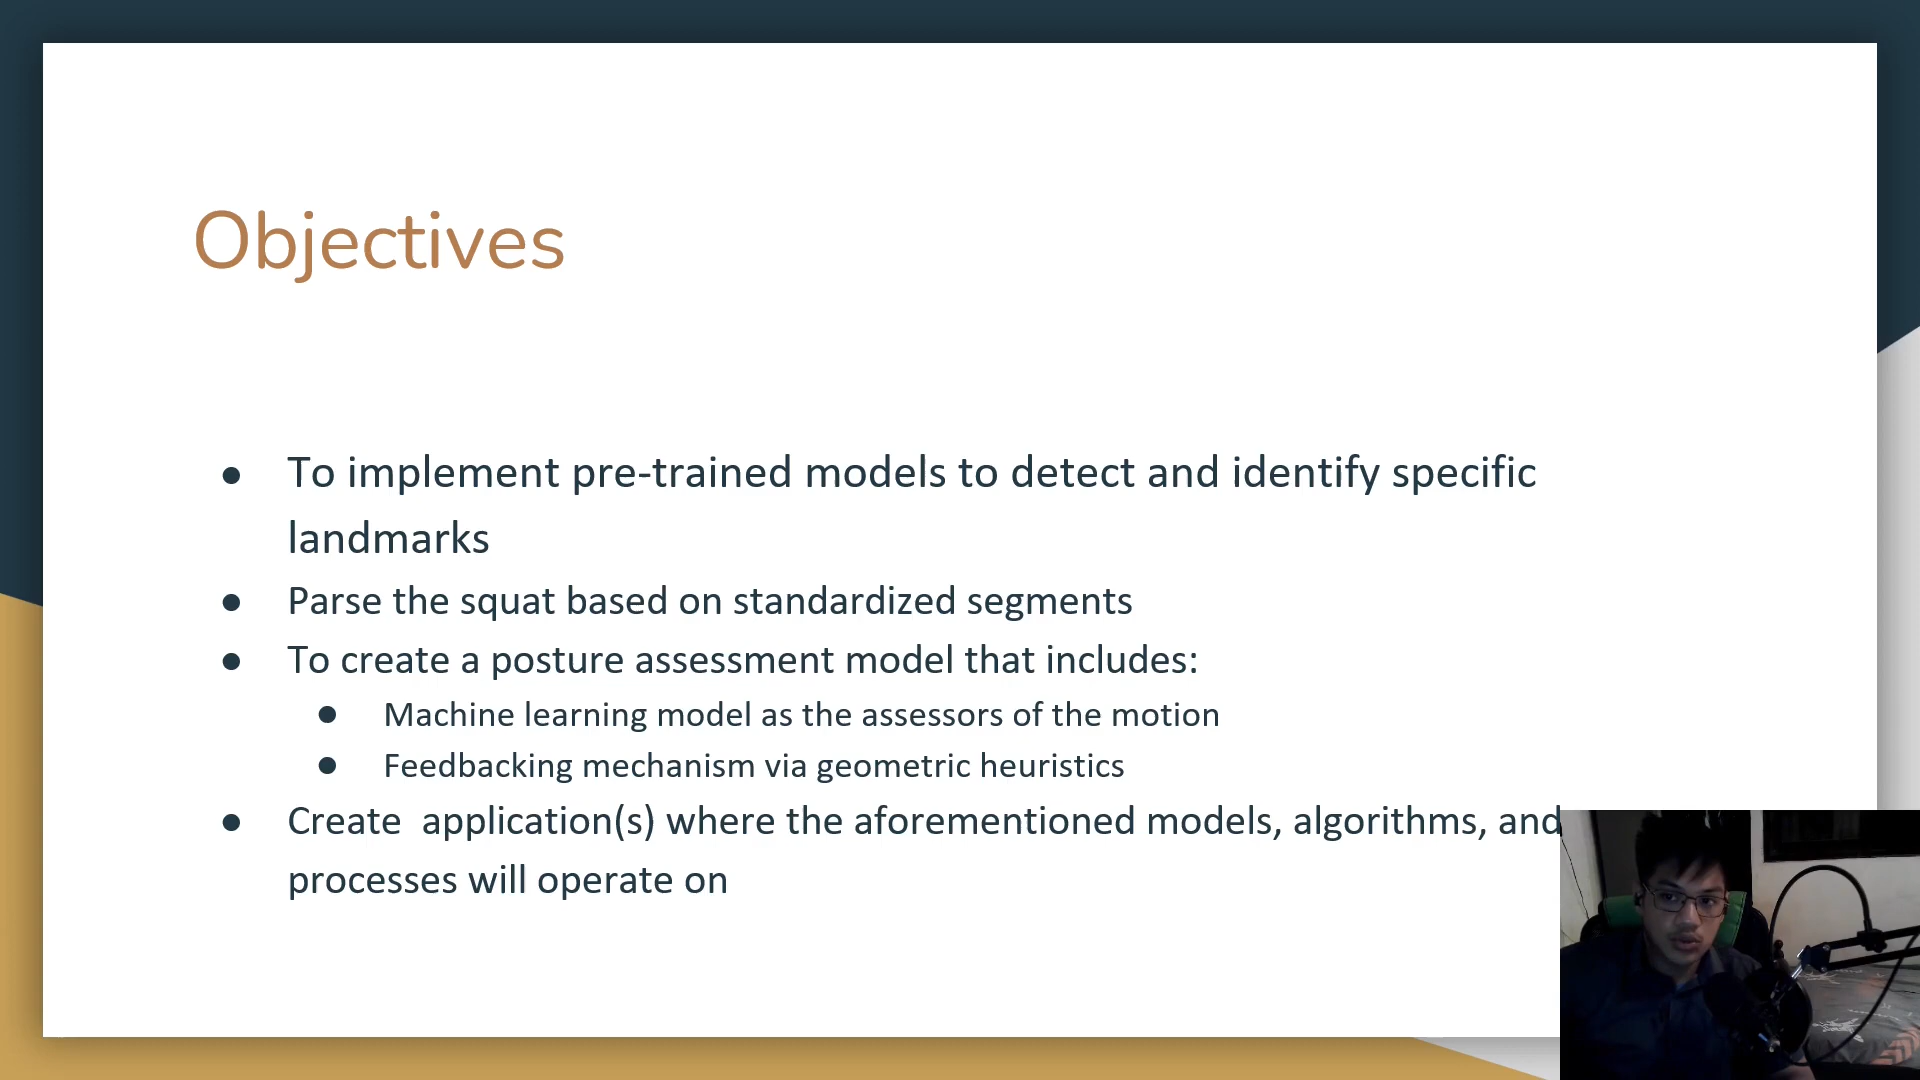 Objectives
● To implement pre-trained models to detect and identify specific
landmarks
● Parse the squat based on standardized segments
● To create a posture assessment model that includes:
● Machine learning model as the assessors of the motion
● Feedbacking mechanism via geometric heuristics
● Create  application(s) where the aforementioned models, algorithms, and
processes will operate on